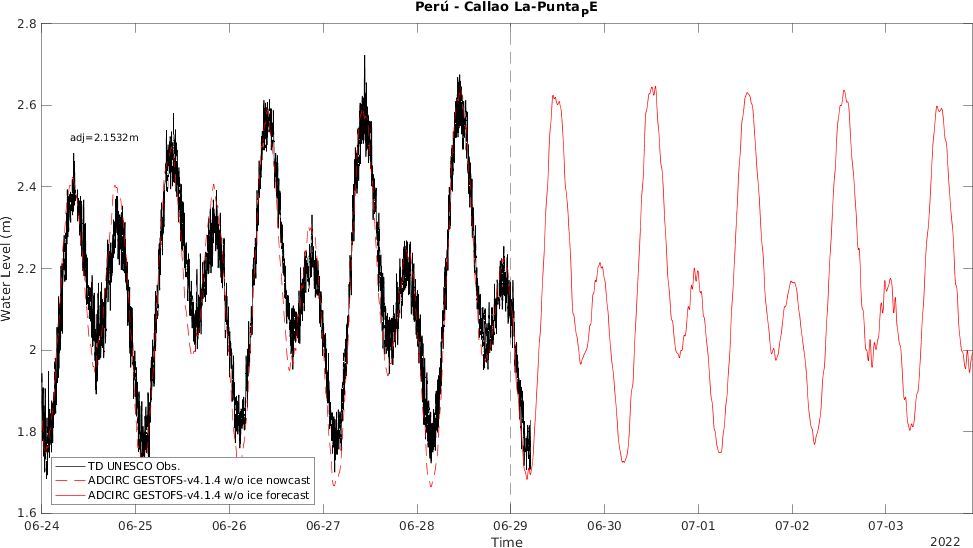 Perú - Callao La-PuntaPE
2.8
2.6
2.4
2.2
2
1.8
1.6
Water Level (m)
adj=2.1532m
TD UNESCO Obs.
ADCIRC GESTOFS-v4.1.4 w/o ice nowcast
ADCIRC GESTOFS-v4.1.4 w/o ice forecast
06-24 06-25 06-26 06-27 06-28 06-29 06-30 07-01 07-02 07-03
Time
2022